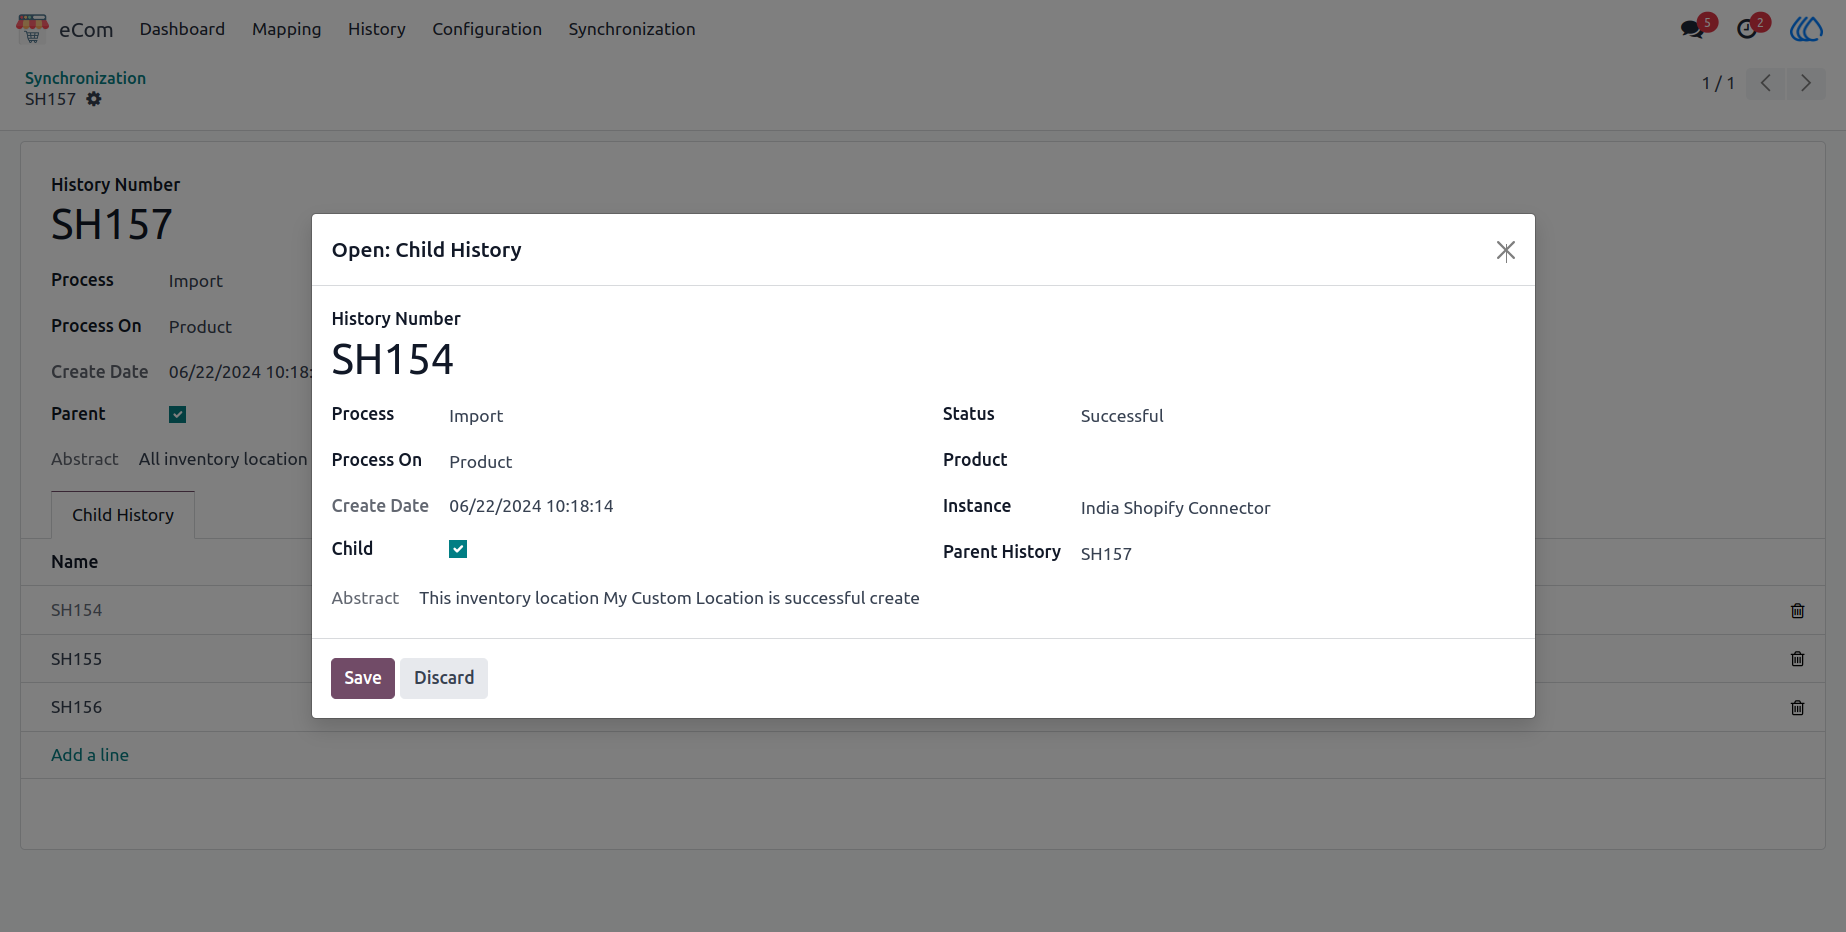 eCom Dashboard Mapping History Configuration Synchronization 5 2
Synchronization
SH157
1 / 1
History Number
SH157
Process Import
Process On Product
Create Date 06/22/2024 10:18:
Parent
Abstract All inventory location
Child History
Name
SH154
SH155
SH156
Add a line
Open: Child History
History Number
SH154
Process Import
Status Successful
Process On Product
Product
Create Date 06/22/2024 10:18:14
Instance India Shopify Connector
Child
Parent History SH157
Abstract This inventory location My Custom Location is successful create
Save Discard